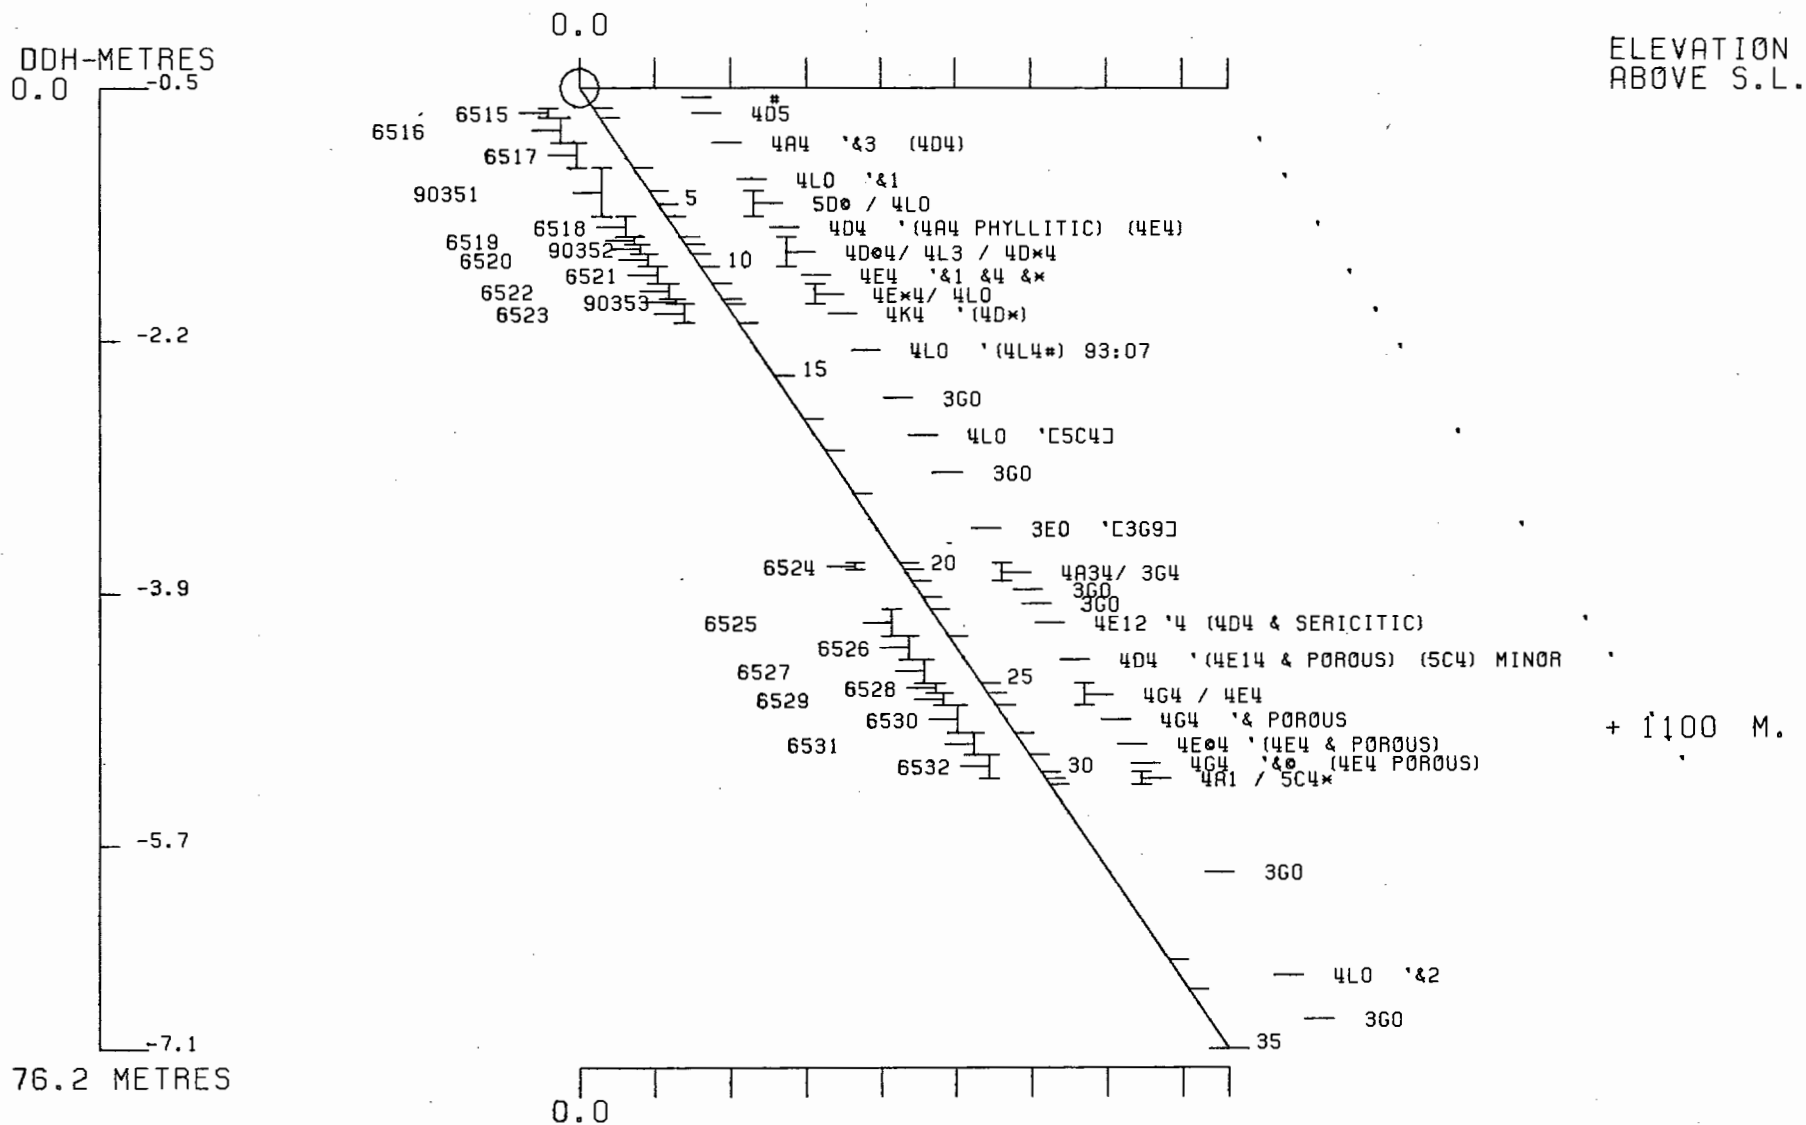 0.0
DDH-METRES
ELEVATION
ABOVE S.L.
0.0
-0.5
#
6515
4D5
6516
4A4 '&3 (4D4)
6517
4L0 '&1
90351
5
5D@ / 4L0
6518
4D4 '(4A4 PHYLLITIC) (4E4)
6519
90352
4D@4/ 4L3 / 4D*4
6520
10
6521
4E4 '&1 &4 &*
6522
4E*4/ 4L0
90353
6523
4K4 '(4D*)
-2.2
4L0 '(4L4#) 93:07
15
3G0
4L0 '[5C4]
3G0
3E0 '[3G9]
6524
20
4A34/ 3G4
-3.9
3G0
3G0
6525
4E12 '4 (4D4 & SERICITIC)
6526
4D4 '(4E14 & POROUS) (5C4) MINOR
6527
25
6528
4G4 / 4E4
6529
6530
4G4 '& POROUS
+ 1100 M.
6531
4E@4 '(4E4 & POROUS)
6532
30
4G4 '&@ (4E4 POROUS)
4A1 / 5C4*
-5.7
3G0
4L0 '&2
3G0
-7.1
35
76.2 METRES
0.0